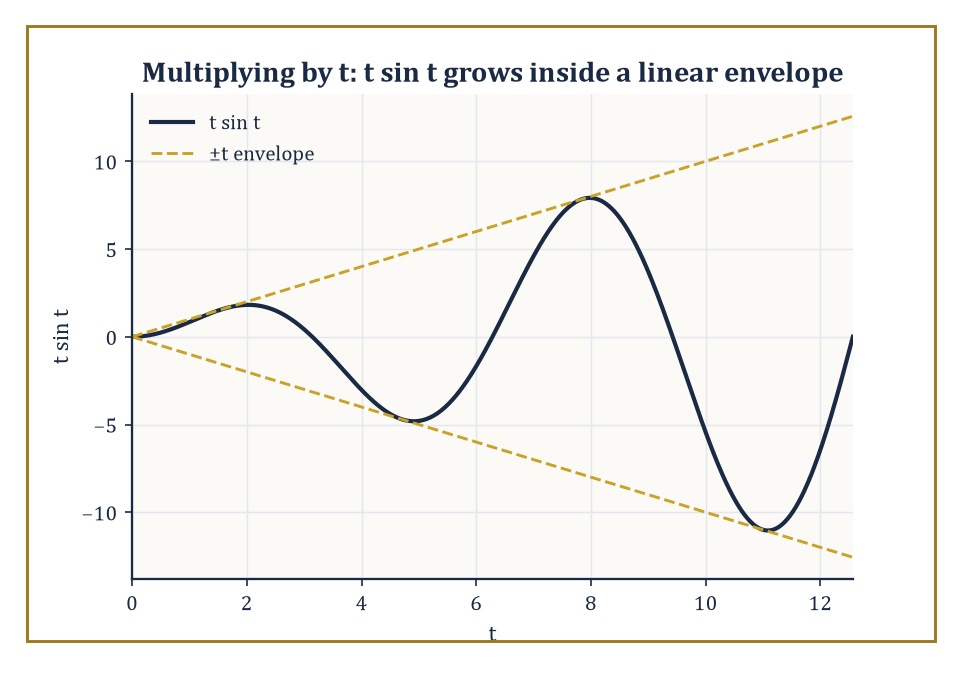 Multiplying by t: t sin t grows inside a linear envelope
t sin t
±t envelope
10
5
0
−5
−10
t sin t
0 2 4 6 8 10 12
t